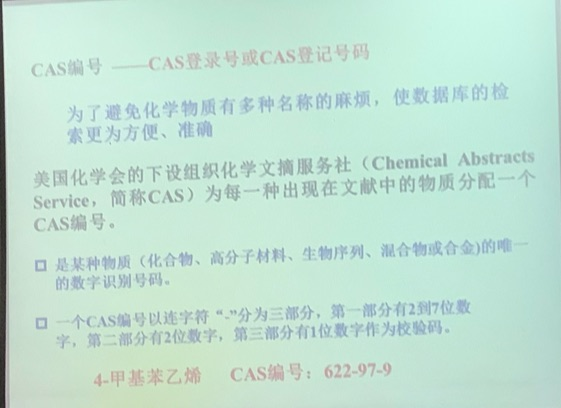 CAS编号 ——CAS登录号或CAS登记号码
为了避免化学物质有多种名称的麻烦，使数据库的检
索更为方便、准确
美国化学会的下设组织化学文摘服务社（Chemical Abstracts
Service，简称CAS）为每一种出现在文献中的物质分配一个
CAS编号。
是某种物质（化合物、高分子材料、生物序列、混合物或合金)的唯一
的数字识别号码。
一个CAS编号以连字符“-”分为三部分，第一部分有2到7位数
字，第二部分有2位数字，第三部分有1位数字作为校验码。
4-甲基苯乙烯 CAS编号：622-97-9